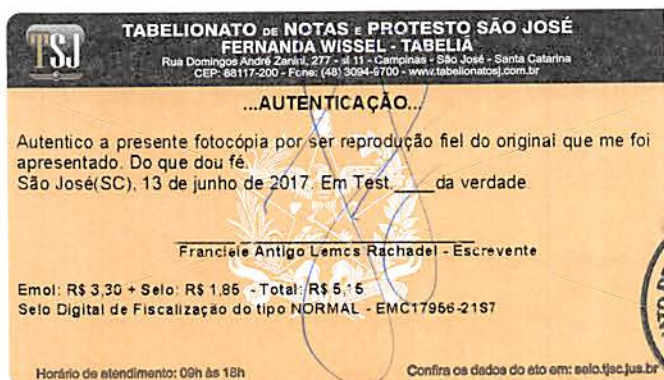 TSJ
TABELIONATO DE NOTAS E PROTESTO SÃO JOSÉ
FERNANDA WISSEL - TABELIÃ
Rua Domingos André Zanini, 277 - sl 11 - Campinas - São José - Santa Catarina
CEP: 88117-200 - Fone: (48) 3094-9700 - www.tabelionatosj.com.br
...AUTENTICAÇÃO...
Autentico a presente fotocópia por ser reprodução fiel do original que me foi
apresentado. Do que dou fé.
São José(SC), 13 de junho de 2017. Em Test.____da verdade.
Franciele Antigo Lemos Rachadel - Escrevente
Emol: R$ 3,30 + Selo: R$ 1,85 - Total: R$ 5,15
Selo Digital de Fiscalização do tipo NORMAL - EMC17956-21S7
Horário de atendimento: 09h às 18h
Confira os dados do ato em: selo.tjsc.jus.br